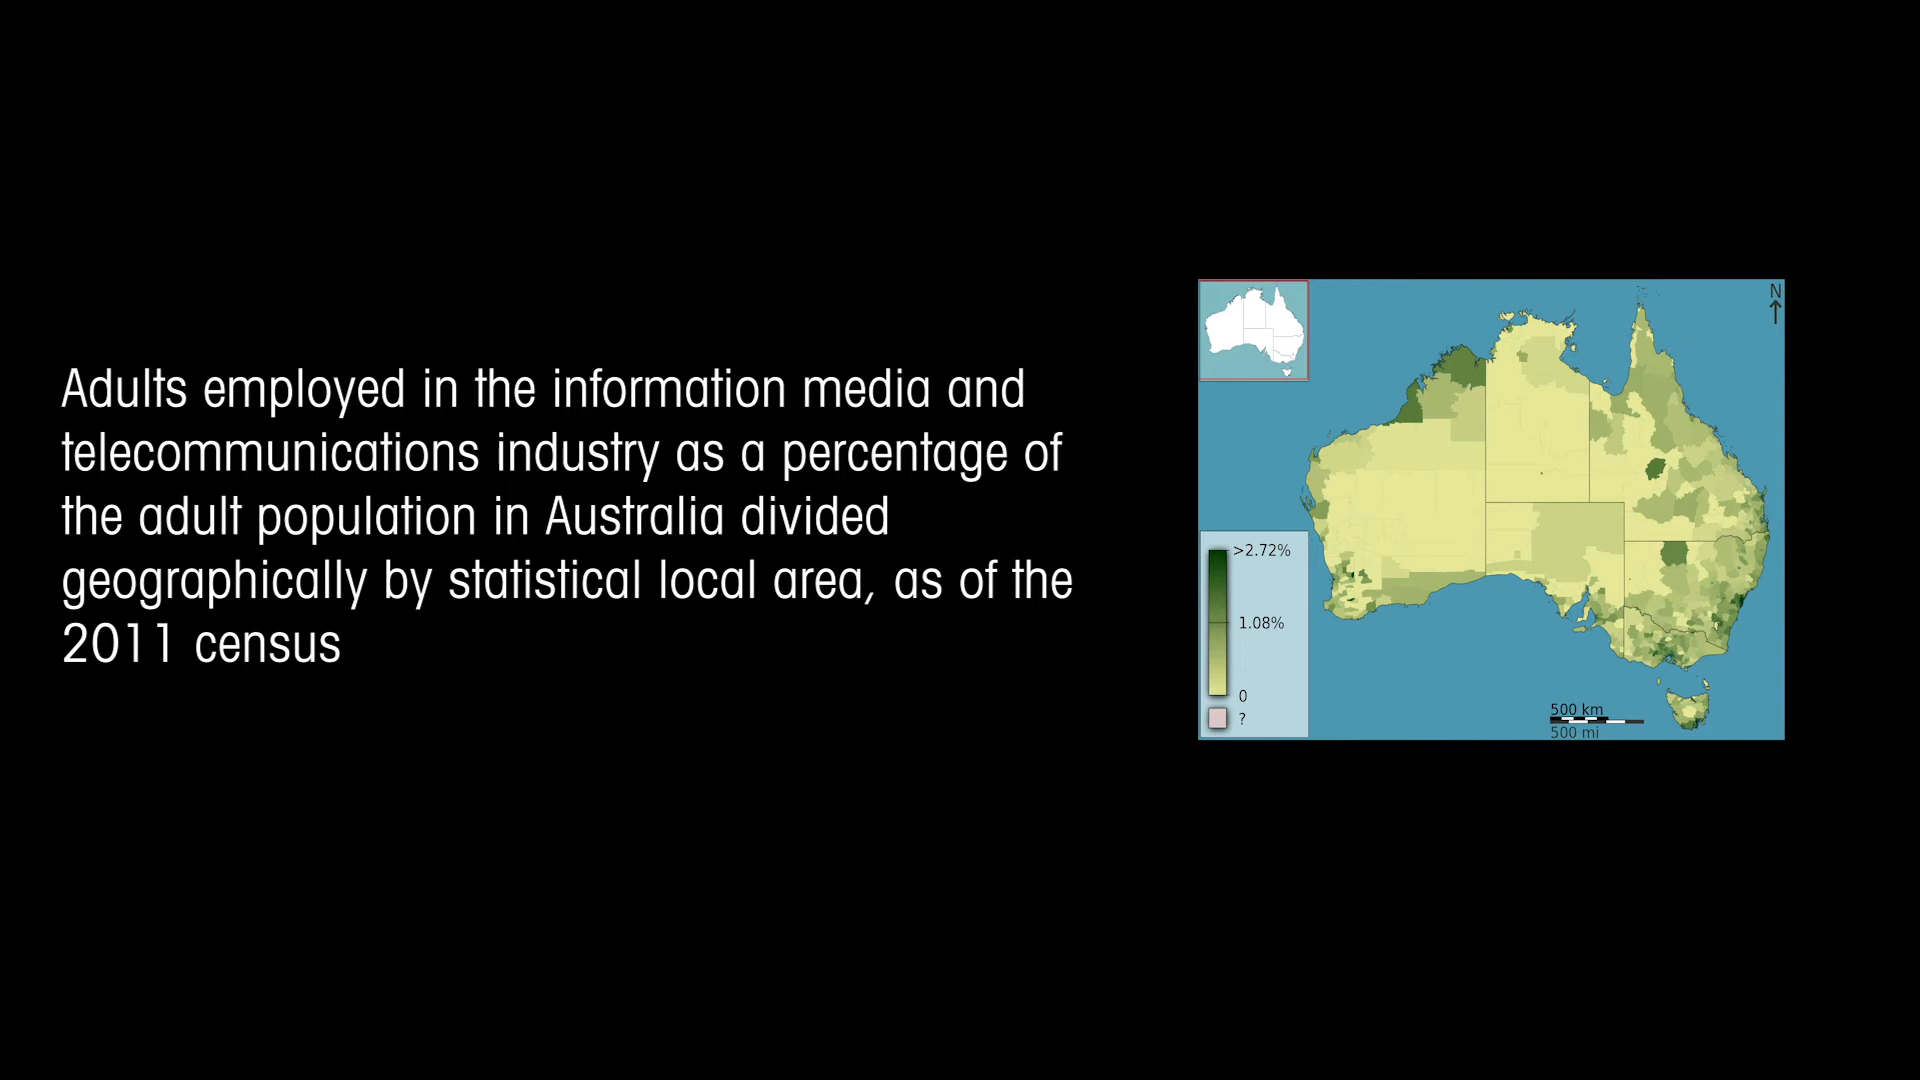 Adults employed in the information media and
telecommunications industry as a percentage of
the adult population in Australia divided
geographically by statistical local area, as of the
2011 census
N
>2.72%
1.08%
0
?
500 km
500 mi